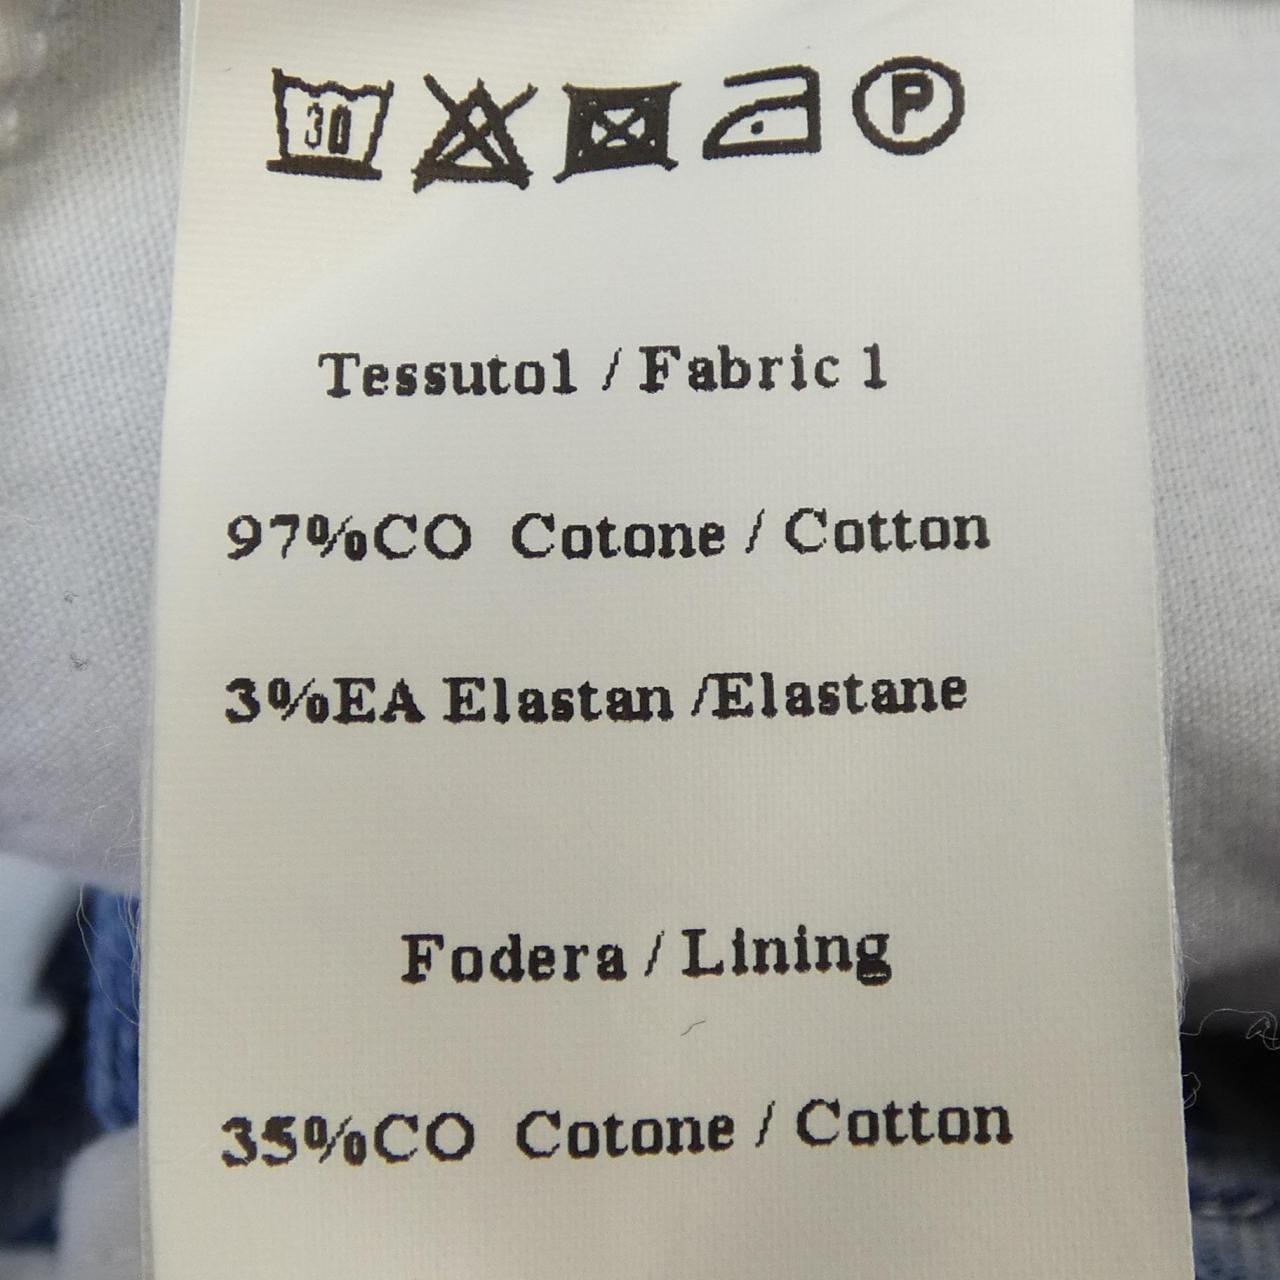 30 P
Tessuto1 / Fabric 1
97%CO Cotone / Cotton
3%EA Elastan /Elastane
Fodera / Lining
35%CO Cotone / Cotton